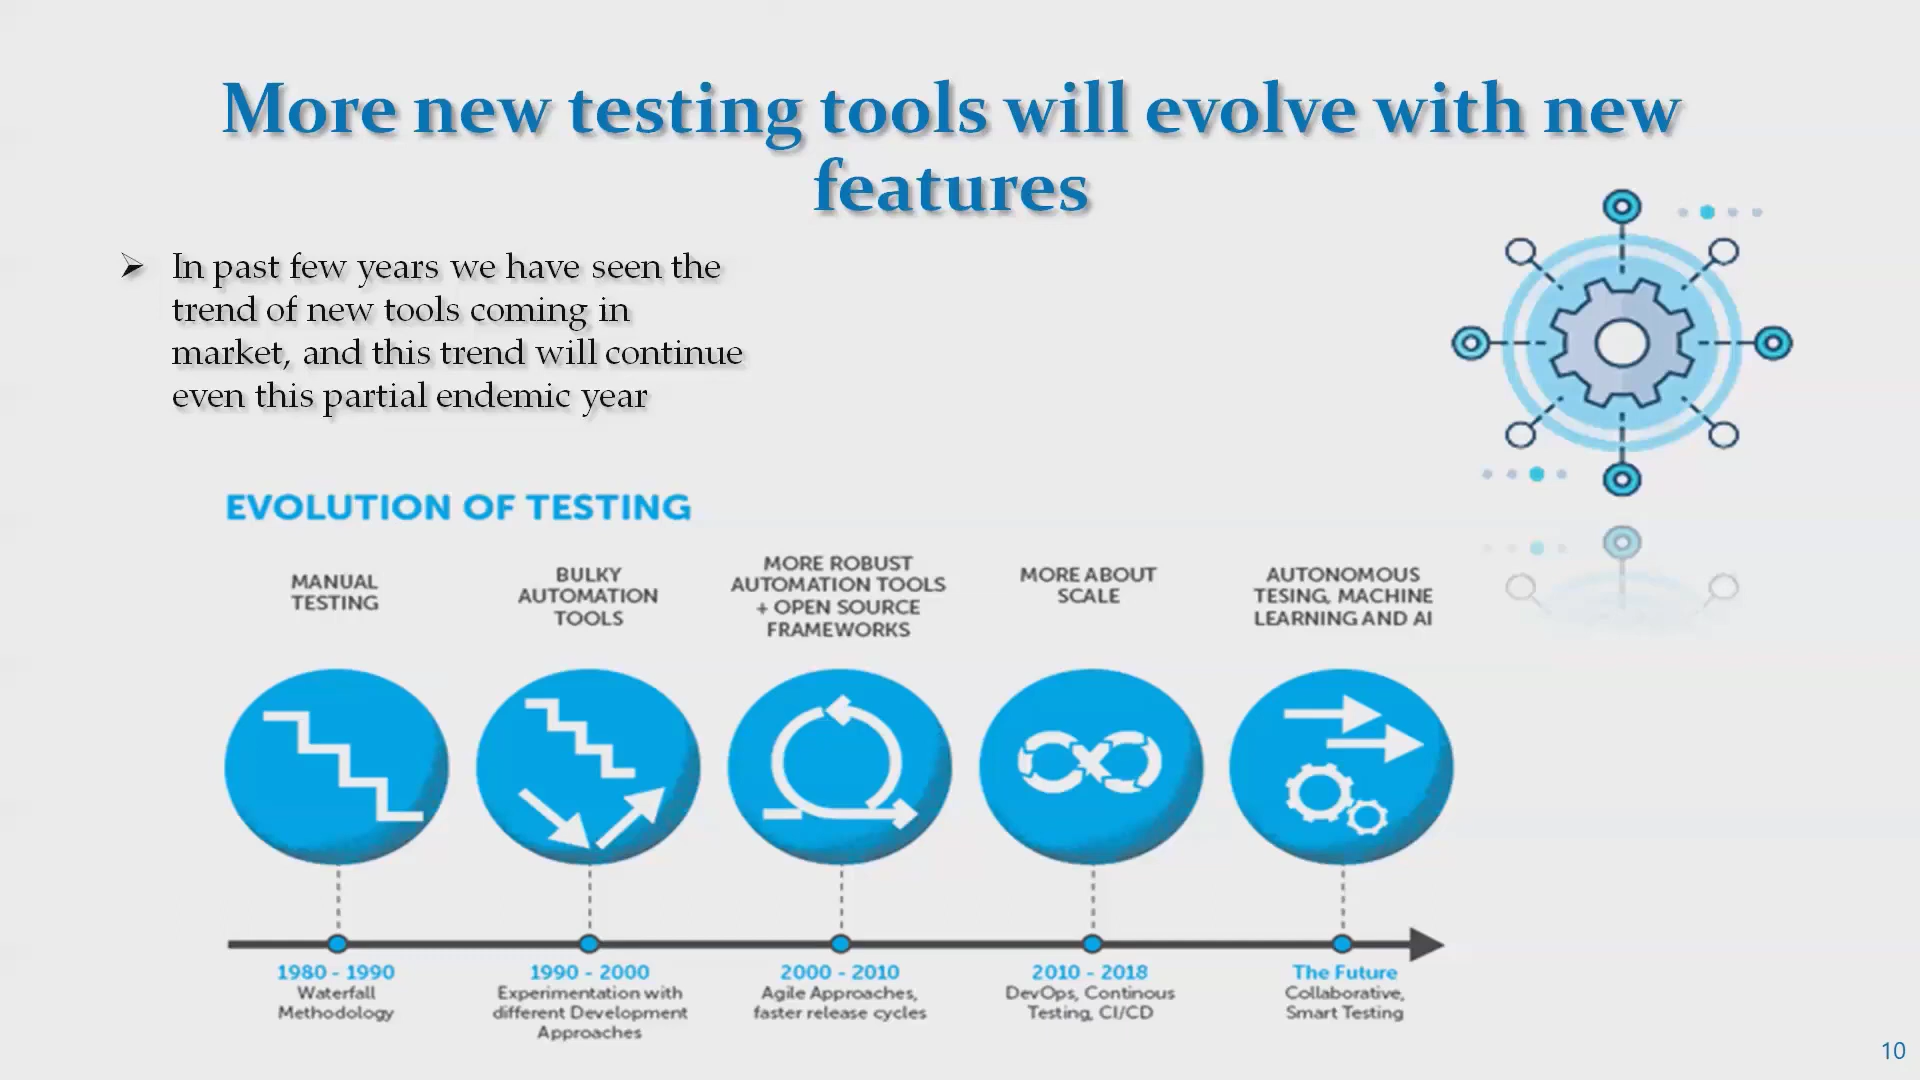 More new testing tools will evolve with new
features
In past few years we have seen the
trend of new tools coming in
market, and this trend will continue
even this partial endemic year
EVOLUTION OF TESTING
MANUAL
TESTING
BULKY
AUTOMATION
TOOLS
MORE ROBUST
AUTOMATION TOOLS
+ OPEN SOURCE
FRAMEWORKS
MORE ABOUT
SCALE
AUTONOMOUS
TESING, MACHINE
LEARNING AND AI
1980 - 1990
Waterfall
Methodology
1990 - 2000
Experimentation with
different Development
Approaches
2000 - 2010
Agile Approaches,
faster release cycles
2010 - 2018
DevOps, Continous
Testing, CI/CD
The Future
Collaborative,
Smart Testing
10